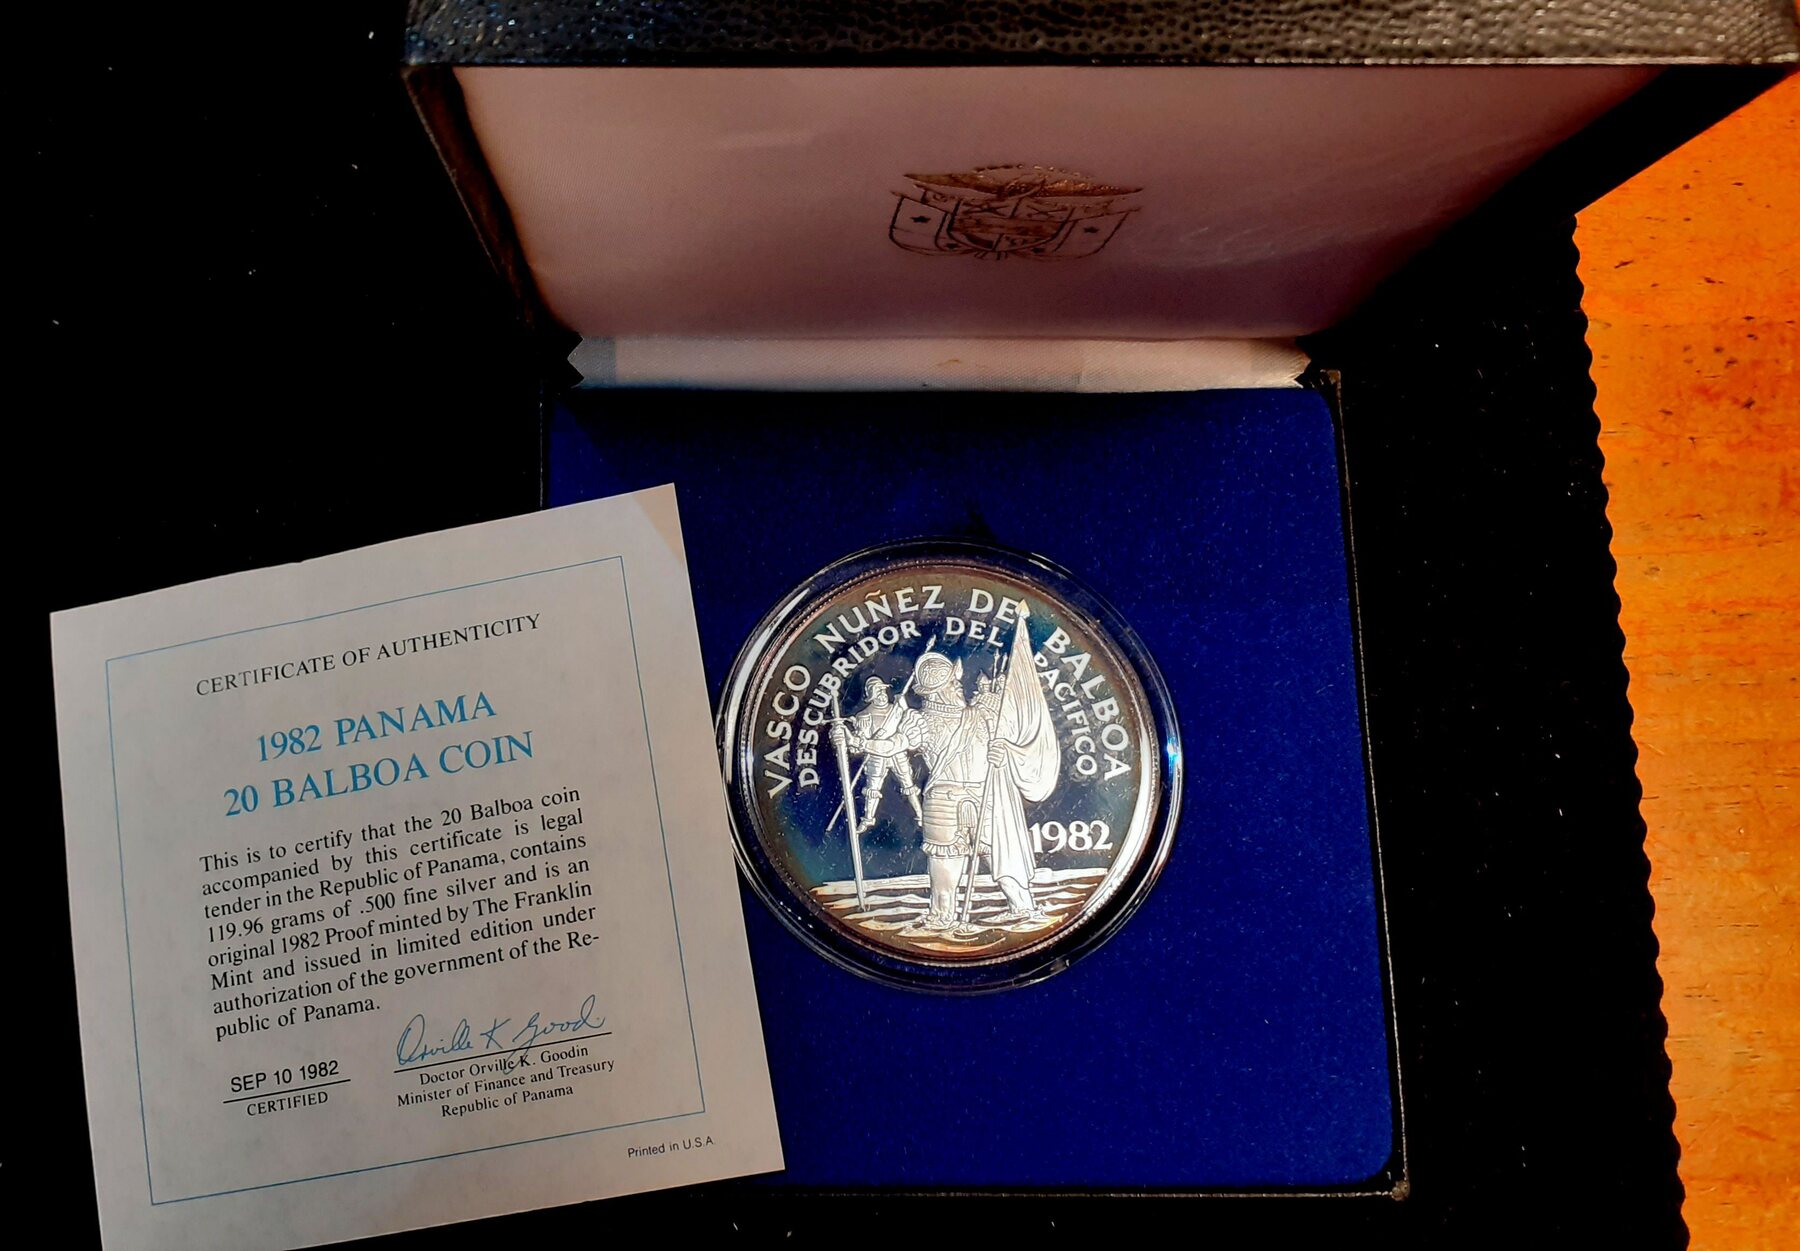 CERTIFICATE OF AUTHENTICITY
1982 PANAMA
20 BALBOA COIN
This is to certify that the 20 Balboa coin
accompanied by this certificate is legal
tender in the Republic of Panama, contains
119.96 grams of .500 fine silver and is an
original 1982 Proof minted by The Franklin
Mint and issued in limited edition under
authorization of the government of the Re-
public of Panama.
SEP 10 1982
CERTIFIED
Orville K. Goodin
Doctor Orville K. Goodin
Minister of Finance and Treasury
Republic of Panama
Printed in U.S.A.
VASCO NUÑEZ DE BALBOA
DESCUBRIDOR DEL PACIFICO
1982